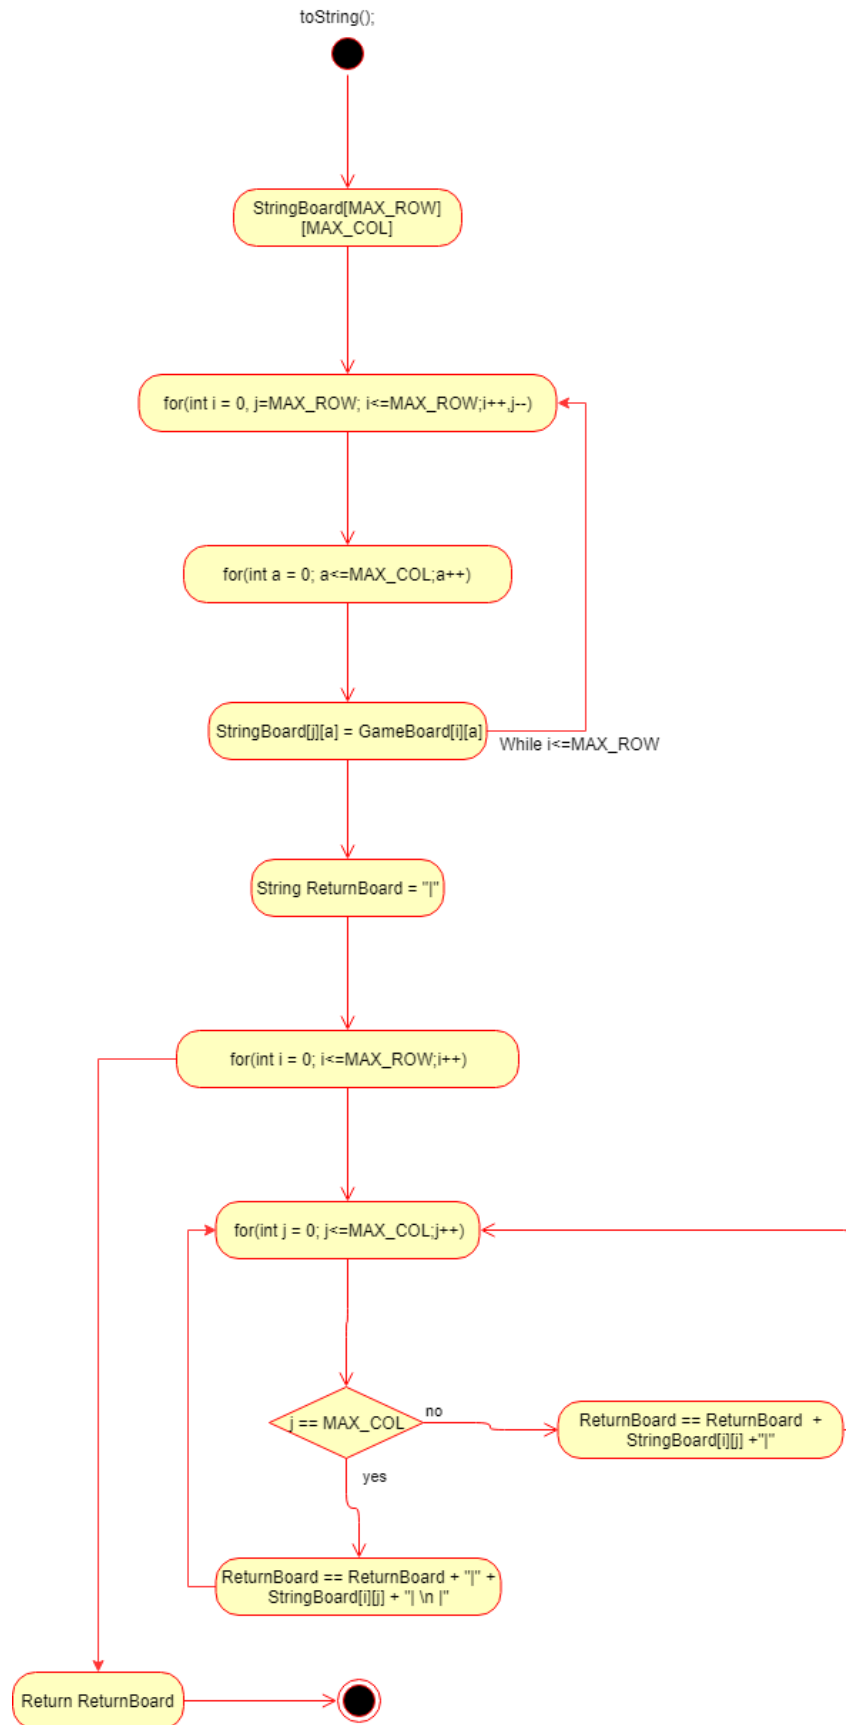 toString();
StringBoard[MAX_ROW]
[MAX_COL]
for(int i = 0, j=MAX_ROW; i<=MAX_ROW;i++,j--)
for(int a = 0; a<=MAX_COL;a++)
StringBoard[j][a] = GameBoard[i][a]
While i<=MAX_ROW
String ReturnBoard = "|"
for(int i = 0; i<=MAX_ROW;i++)
for(int j = 0; j<=MAX_COL;j++)
j == MAX_COL
no
ReturnBoard == ReturnBoard +
StringBoard[i][j] +"|"
yes
ReturnBoard == ReturnBoard + "|" +
StringBoard[i][j] + "| \n |"
Return ReturnBoard